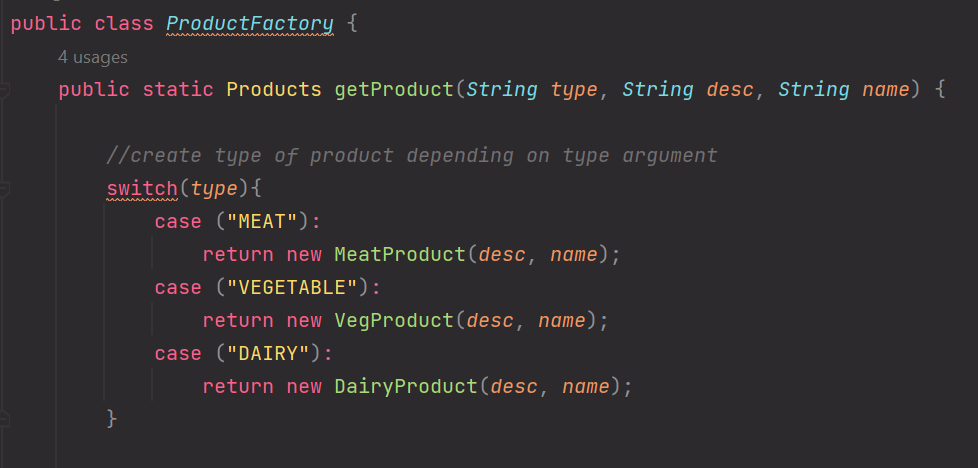 public class ProductFactory {
4 usages
public static Products getProduct(String type, String desc, String name) {
//create type of product depending on type argument
switch(type){
case ("MEAT"):
return new MeatProduct(desc, name);
case ("VEGETABLE"):
return new VegProduct(desc, name);
case ("DAIRY"):
return new DairyProduct(desc, name);
}